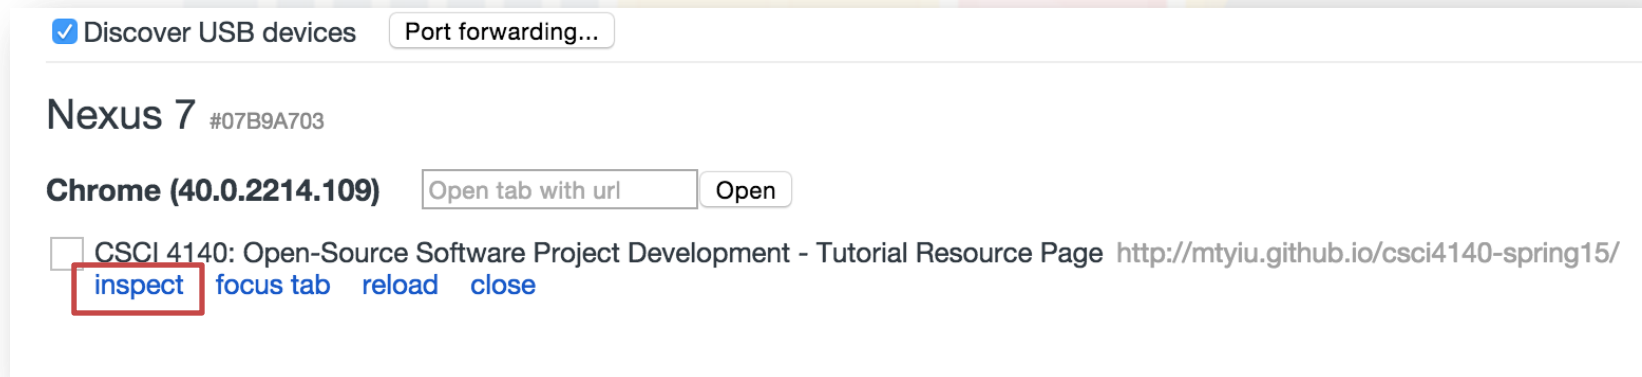 Discover USB devices Port forwarding...
Nexus 7 #07B9A703
Chrome (40.0.2214.109) Open tab with url Open
CSCI 4140: Open-Source Software Project Development - Tutorial Resource Page http://mtyiu.github.io/csci4140-spring15/
inspect focus tab reload close